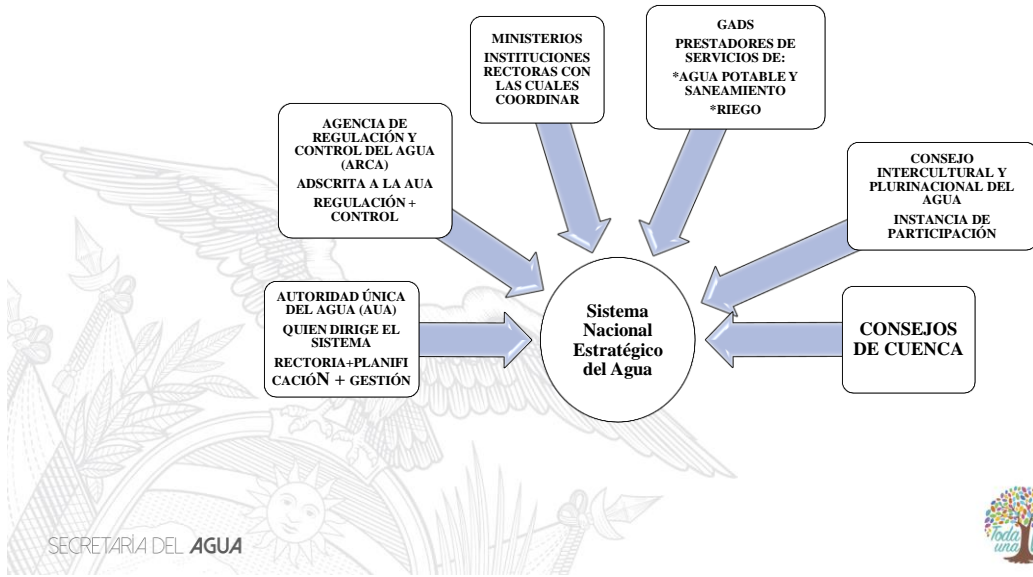 AUTORIDAD ÚNICA
DEL AGUA (AUA)
QUIEN DIRIGE EL
SISTEMA
RECTORIA+PLANIFI
CACIÓN + GESTIÓN
AGENCIA DE
REGULACIÓN Y
CONTROL DEL AGUA
(ARCA)
ADSCRITA A LA AUA
REGULACIÓN +
CONTROL
MINISTERIOS
INSTITUCIONES
RECTORAS CON
LAS CUALES
COORDINAR
GADS
PRESTADORES DE
SERVICIOS DE:
*AGUA POTABLE Y
SANEAMIENTO
*RIEGO
CONSEJO
INTERCULTURAL Y
PLURINACIONAL DEL
AGUA
INSTANCIA DE
PARTICIPACIÓN
CONSEJOS
DE CUENCA
Sistema
Nacional
Estratégico
del Agua
SECRETARÍA DEL AGUA
Toda
una